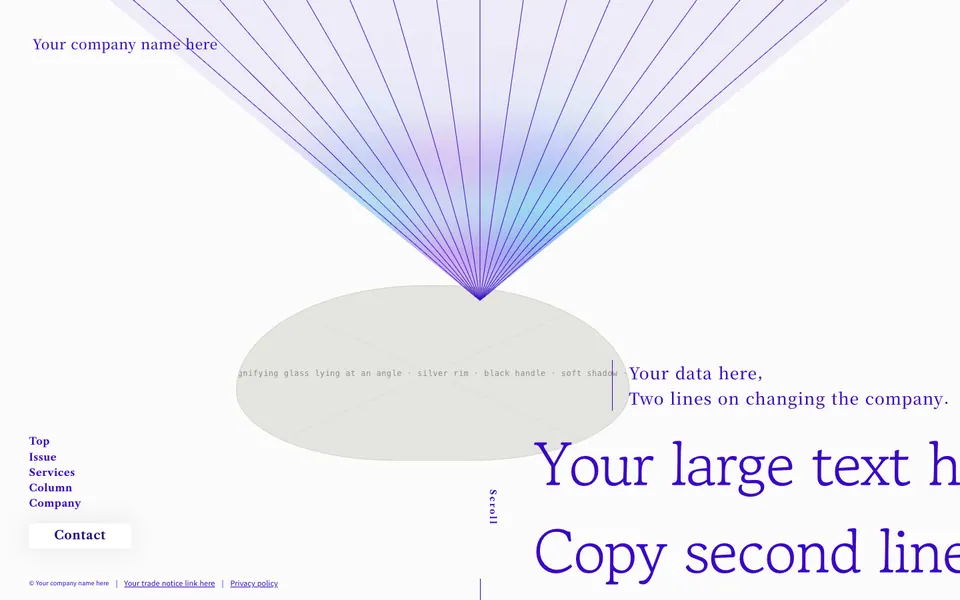 Your company name here
gnifying glass lying at an angle · silver rim · black handle · soft shadow ·
Your data here,
Two lines on changing the company.
Top
Issue
Services
Column
Company
Contact
Your large text h
Copy second line
Scroll
© Your company name here | Your trade notice link here | Privacy policy